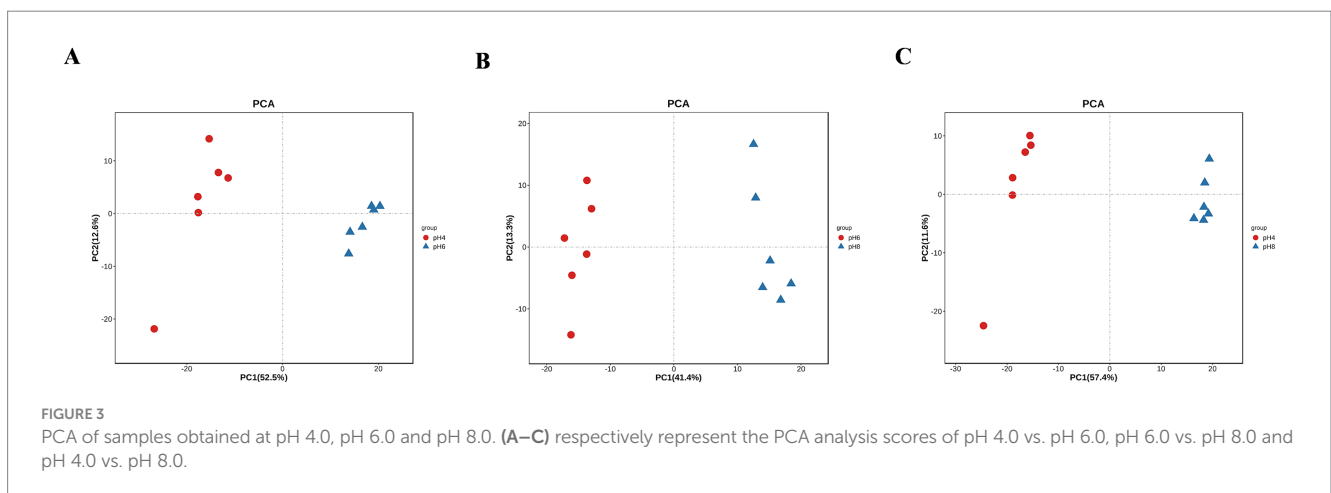 A
PCA
10
0
-10
-20
PC2(12.6%)
-20
0
20
PC1(52.5%)
group
pH4
pH6
B
PCA
20
10
0
-10
PC2(13.3%)
-20
-10
0
10
20
PC1(41.4%)
group
pH6
pH8
C
PCA
10
0
-10
-20
PC2(11.6%)
-30
-20
-10
0
10
20
PC1(57.4%)
group
pH4
pH8
FIGURE 3
PCA of samples obtained at pH 4.0, pH 6.0 and pH 8.0. (A–C) respectively represent the PCA analysis scores of pH 4.0 vs. pH 6.0, pH 6.0 vs. pH 8.0 and
pH 4.0 vs. pH 8.0.